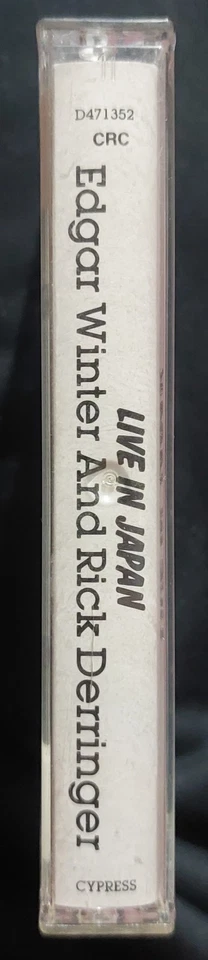 D471352
CRC
Edgar Winter And Rick Derringer
LIVE IN JAPAN
CYPRESS